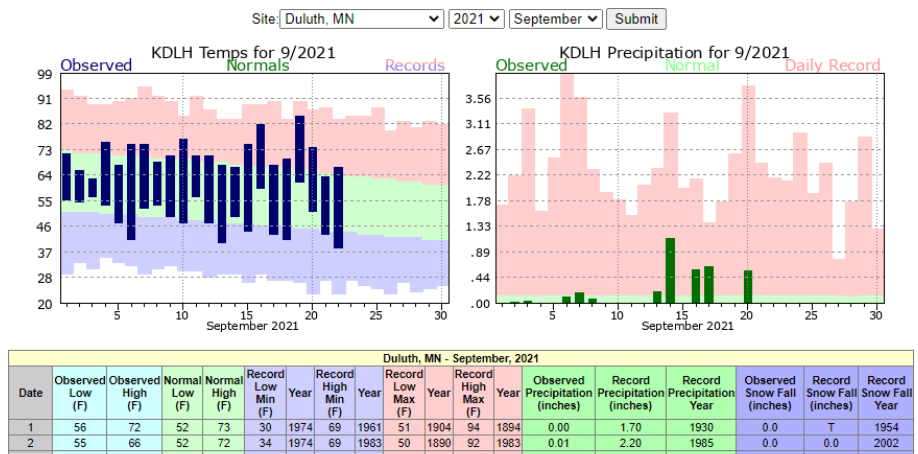 Site: Duluth, MN 2021 September Submit
KDLH Temps for 9/2021
Observed Normals Records
99
91
82
73
64
55
46
37
28
20
5 10 15 20 25 30
September 2021
KDLH Precipitation for 9/2021
Observed Normal Daily Record
3.56
3.11
2.67
2.22
1.78
1.33
.89
.44
.00
5 10 15 20 25 30
September 2021
Duluth, MN - September, 2021
Date Observed Low (F) Observed High (F) Normal Low (F) Normal High (F) Record Low Min (F) Year Record High Min (F) Year Record Low Max (F) Year Record High Max (F) Year Observed Precipitation (inches) Record Precipitation (inches) Record Precipitation Year Observed Snow Fall (inches) Record Snow Fall (inches) Record Snow Fall Year
1 56 72 52 73 30 1974 69 1961 51 1904 94 1894 0.00 1.70 1930 0.0 T 1954
2 55 66 52 72 34 1974 69 1983 50 1890 92 1983 0.01 2.20 1985 0.0 0.0 2002